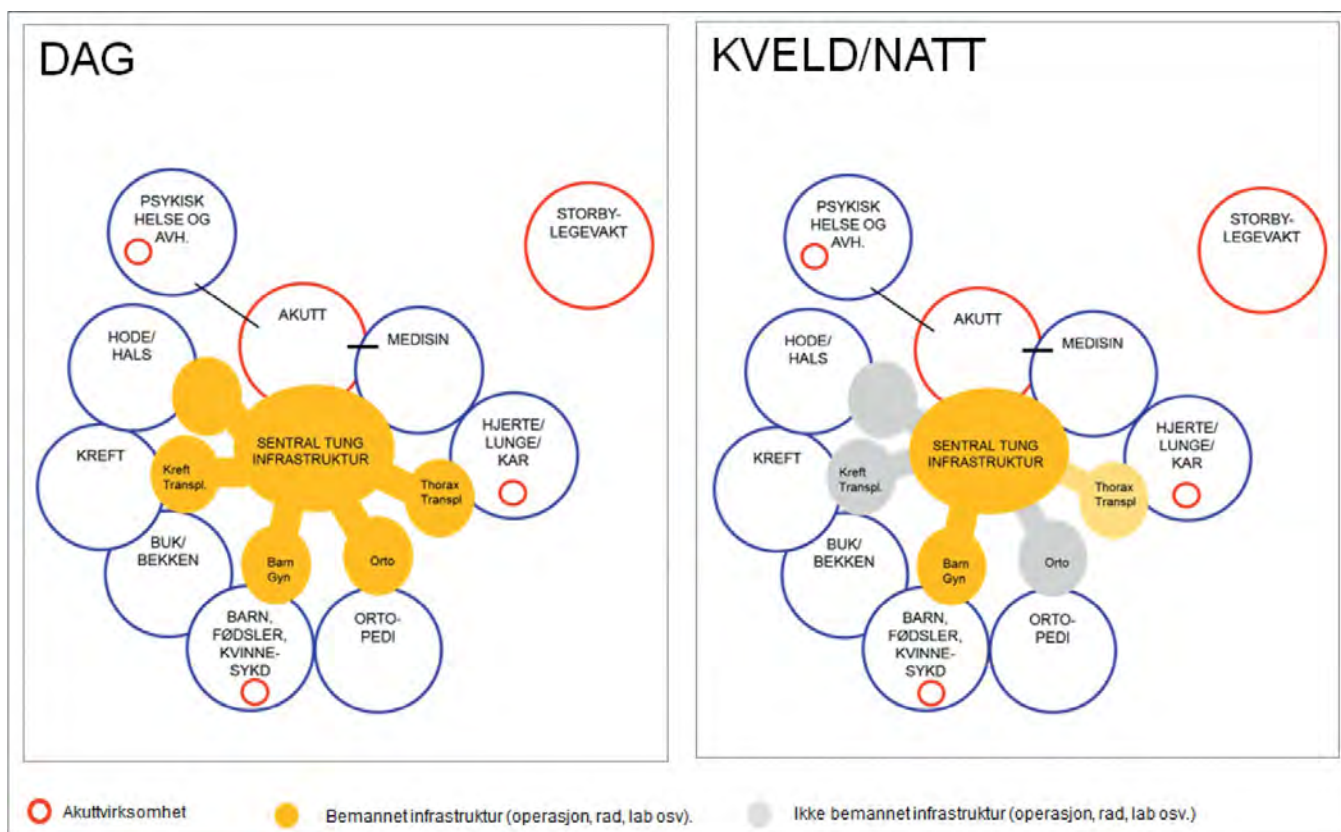 DAG
PSYKISK
HELSE OG
AVH.
STORBY-
LEGEVAKT
AKUTT
MEDISIN
HODE/
HALS
HJERTE/
LUNGE/
KAR
SENTRAL TUNG
INFRASTRUKTUR
KREFT
Kreft
Transpl.
Thorax
Transpl.
BUK/
BEKKEN
Barn
Gyn
Orto
BARN,
FØDSLER,
KVINNE-
SYKD
ORTO-
PEDI
KVELD/NATT
PSYKISK
HELSE OG
AVH.
STORBY-
LEGEVAKT
AKUTT
MEDISIN
HODE/
HALS
HJERTE/
LUNGE/
KAR
SENTRAL TUNG
INFRASTRUKTUR
KREFT
Kreft
Transpl.
Thorax
Transpl
BUK/
BEKKEN
Barn
Gyn
Orto
BARN,
FØDSLER,
KVINNE-
SYKD
ORTO-
PEDI
Akuttvirksomhet
Bemannet infrastruktur (operasjon, rad, lab osv).
Ikke bemannet infrastruktur (operasjon, rad, lab osv.)